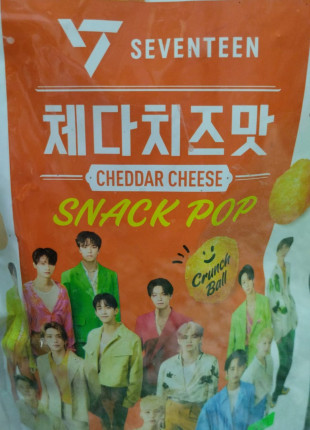 SEVENTEEN
체다치즈맛
CHEDDAR CHEESE
SNACK POP
Crunch
Ball